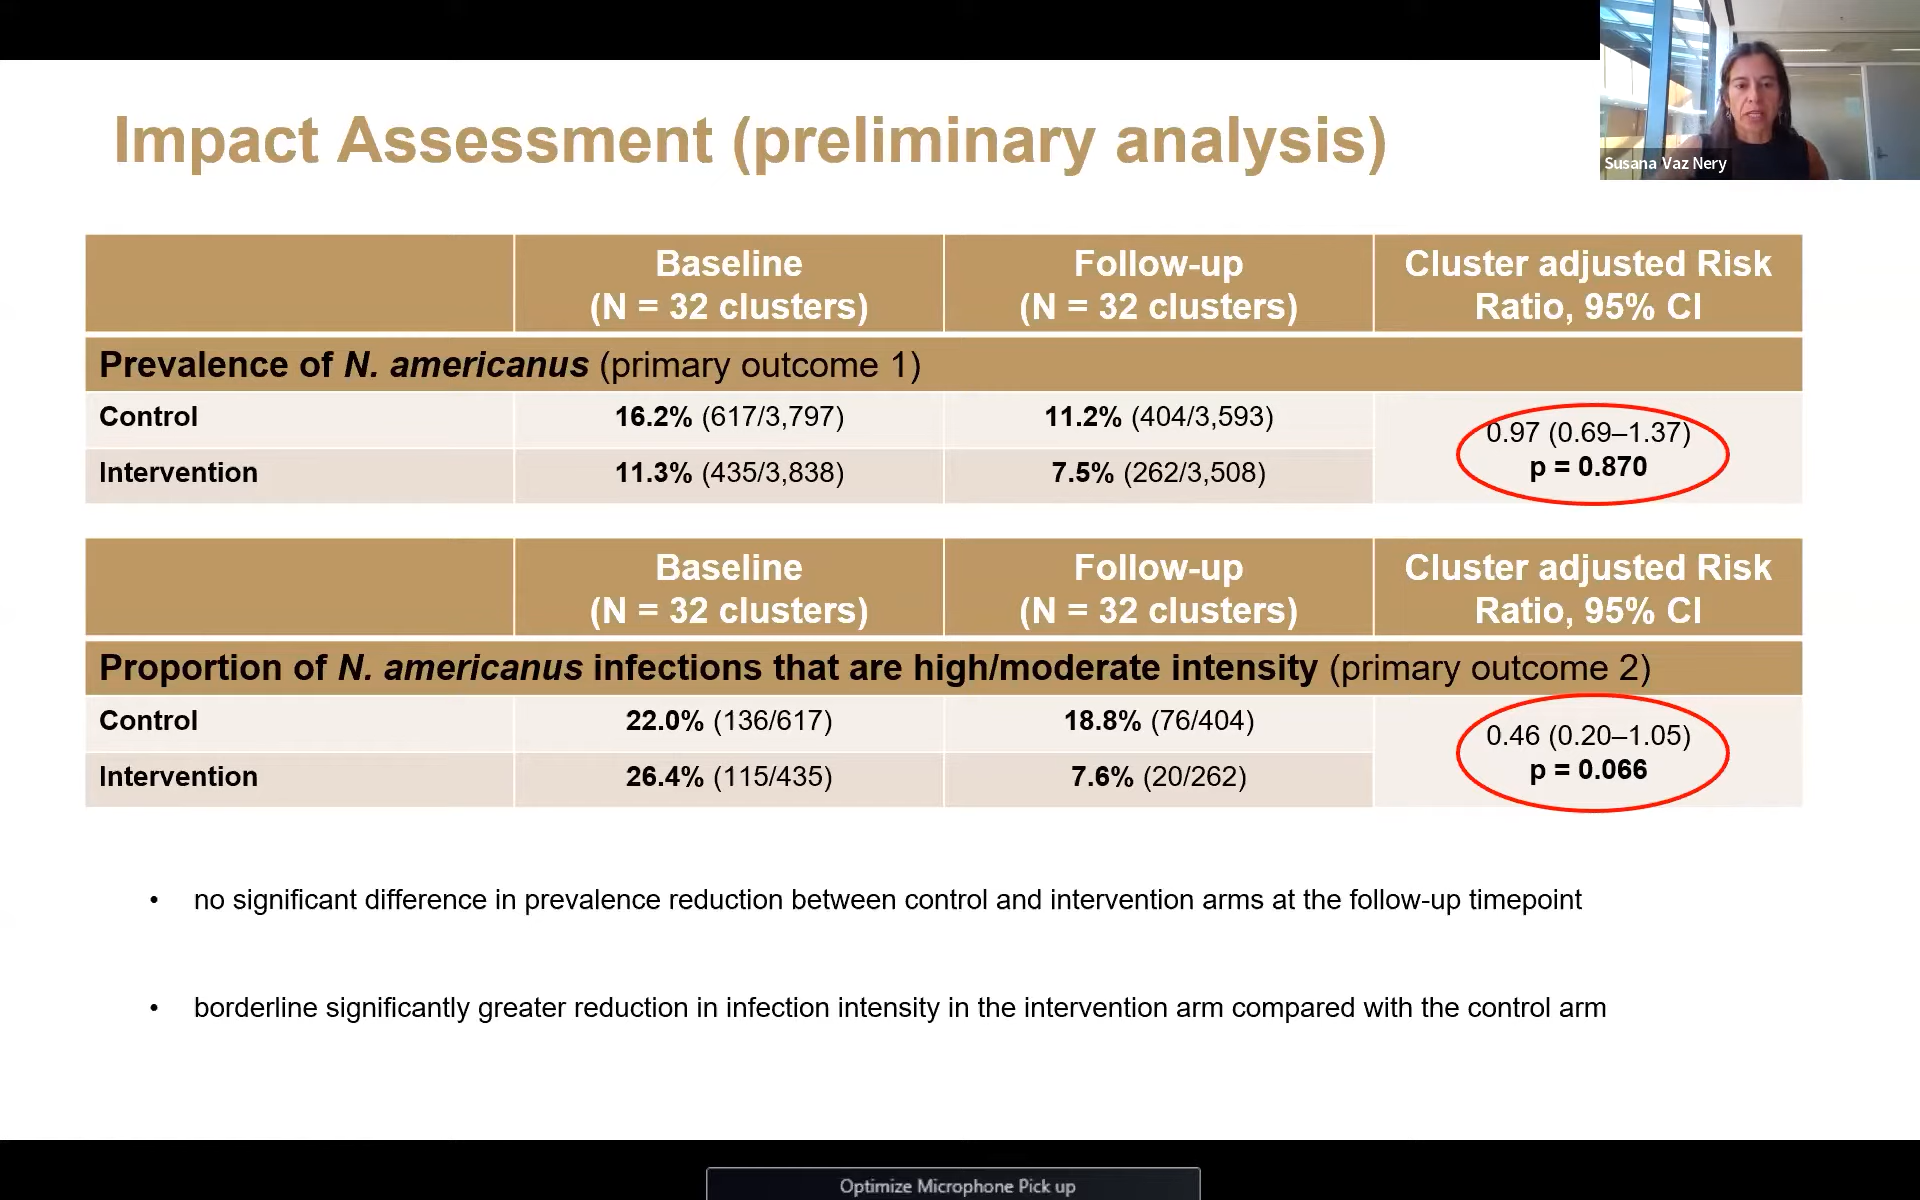 Impact Assessment (preliminary analysis)
Susana Vaz Nery
Baseline
(N = 32 clusters)
Follow-up
(N = 32 clusters)
Cluster adjusted Risk
Ratio, 95% CI
Prevalence of N. americanus (primary outcome 1)
Control 16.2% (617/3,797) 11.2% (404/3,593)
Intervention 11.3% (435/3,838) 7.5% (262/3,508)
0.97 (0.69–1.37)
p = 0.870
Baseline
(N = 32 clusters)
Follow-up
(N = 32 clusters)
Cluster adjusted Risk
Ratio, 95% CI
Proportion of N. americanus infections that are high/moderate intensity (primary outcome 2)
Control 22.0% (136/617) 18.8% (76/404)
Intervention 26.4% (115/435) 7.6% (20/262)
0.46 (0.20–1.05)
p = 0.066
• no significant difference in prevalence reduction between control and intervention arms at the follow-up timepoint
• borderline significantly greater reduction in infection intensity in the intervention arm compared with the control arm
Optimize Microphone Pick up